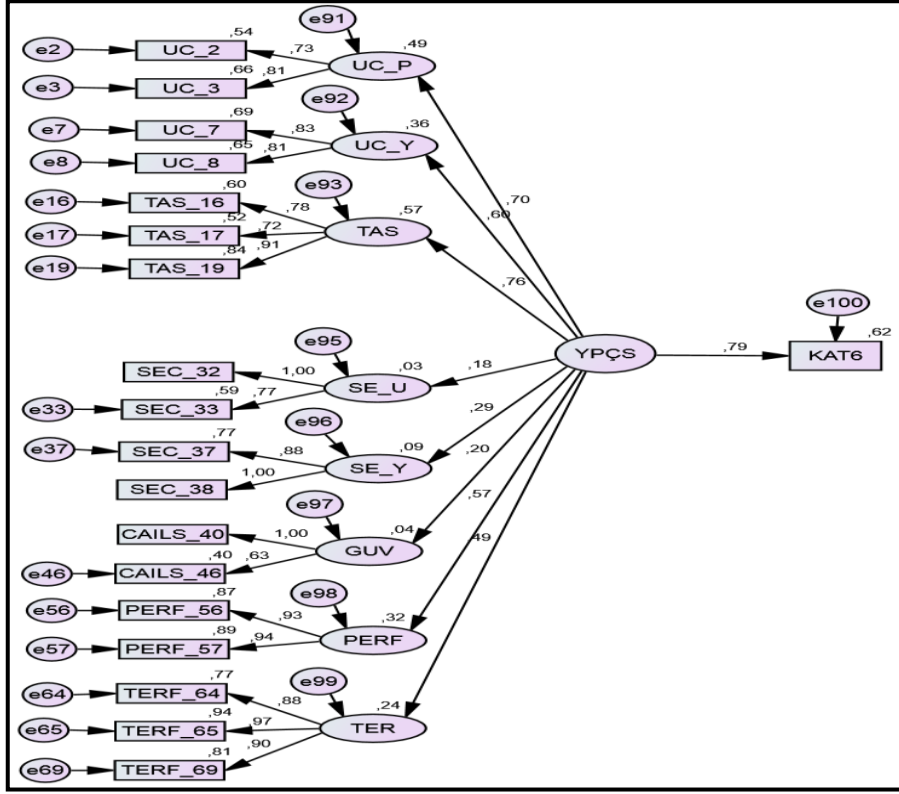 e91
,54
,49
e2
UC_2
,73
UC_P
,66
,81
e3
UC_3
e92
,69
,36
e7
UC_7
,83
UC_Y
,65
,81
e8
UC_8
,70
,60
e93
,60
,57
e16
TAS_16
,78
,52
,72
e17
TAS_17
TAS
,84
,91
e19
TAS_19
,76
e100
,62
e95
YPÇS
,79
KAT6
,03
,18
SEC_32
1,00
SE_U
,59
,77
e33
SEC_33
e96
,29
,77
,09
,20
e37
SEC_37
,88
SE_Y
1,00
SEC_38
e97
,57
,04
,49
CAILS_40
1,00
GUV
,40
,63
e46
CAILS_46
e98
,87
,32
e56
PERF_56
,93
,89
,94
PERF
e57
PERF_57
e99
,77
,24
e64
TERF_64
,88
,94
,97
e65
TERF_65
TER
,81
,90
e69
TERF_69